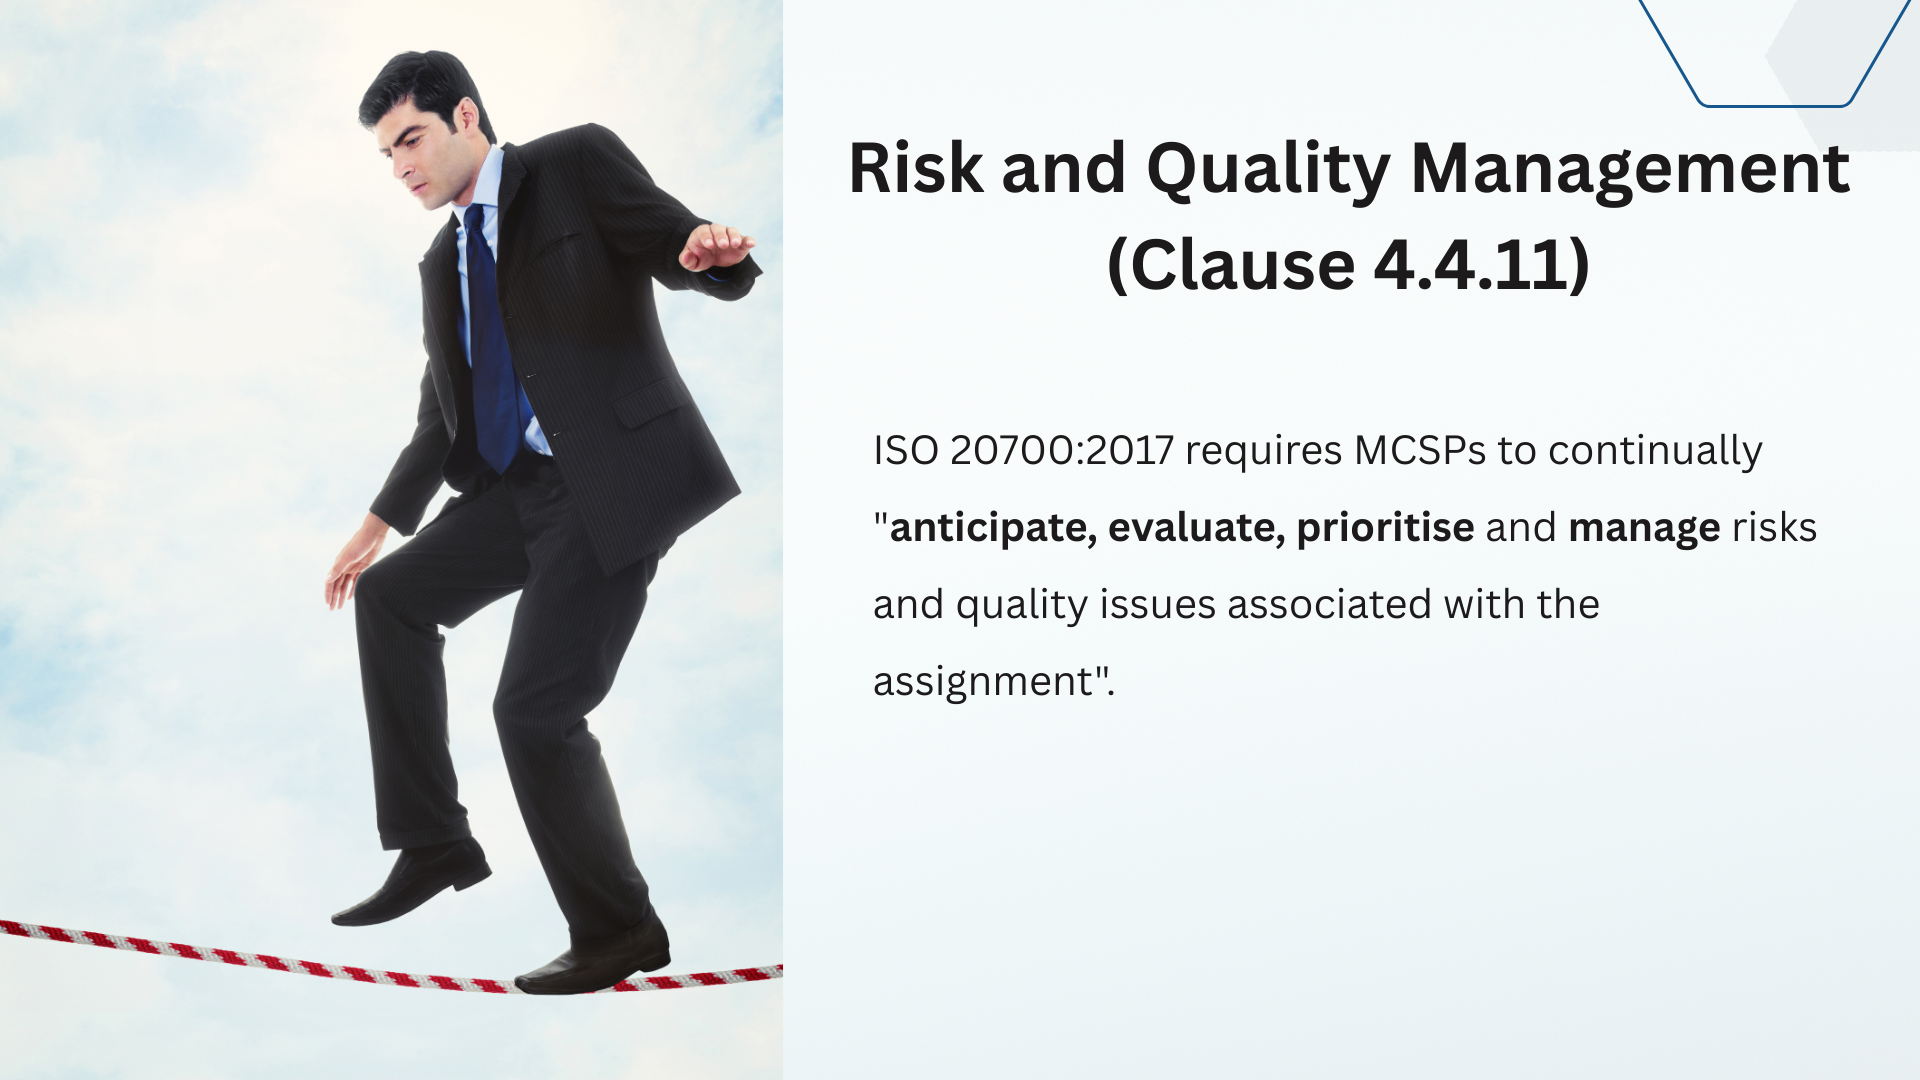 Risk and Quality Management
(Clause 4.4.11)
ISO 20700:2017 requires MCSPs to continually
"anticipate, evaluate, prioritise and manage risks
and quality issues associated with the
assignment".